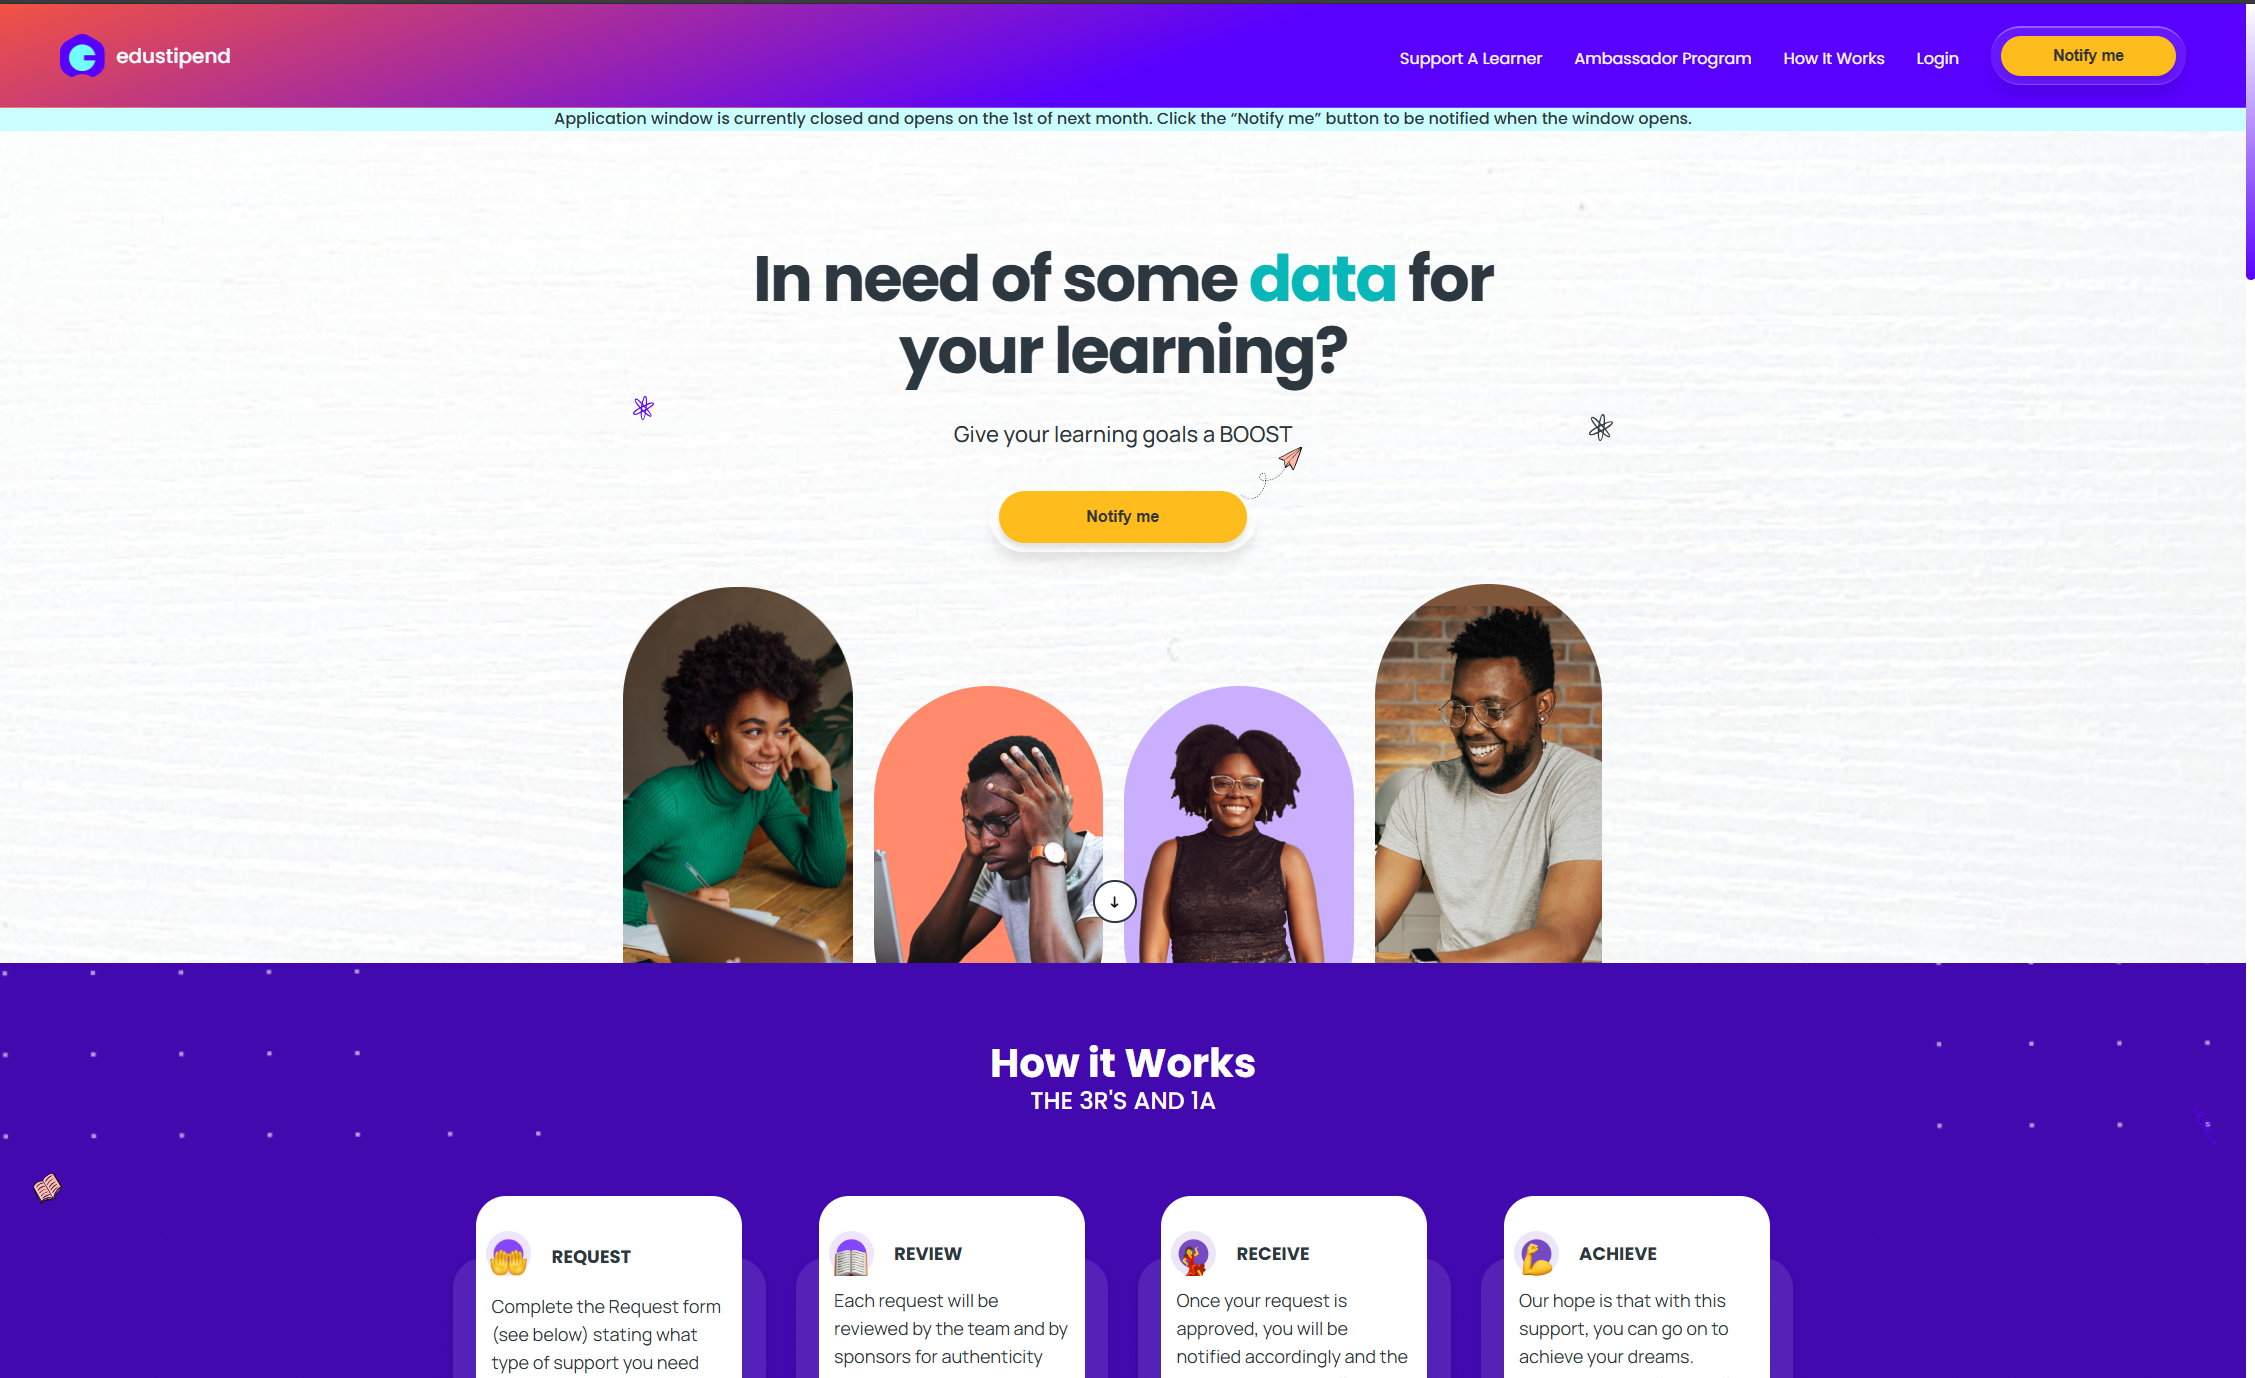 edustipend
Support A Learner
Ambassador Program
How It Works
Login
Notify me
Application window is currently closed and opens on the 1st of next month. Click the “Notify me” button to be notified when the window opens.
In need of some data for
your learning?
Give your learning goals a BOOST
Notify me
How it Works
THE 3R'S AND 1A
REQUEST
Complete the Request form
(see below) stating what
type of support you need
REVIEW
Each request will be
reviewed by the team and by
sponsors for authenticity
RECEIVE
Once your request is
approved, you will be
notified accordingly and the
ACHIEVE
Our hope is that with this
support, you can go on to
achieve your dreams.